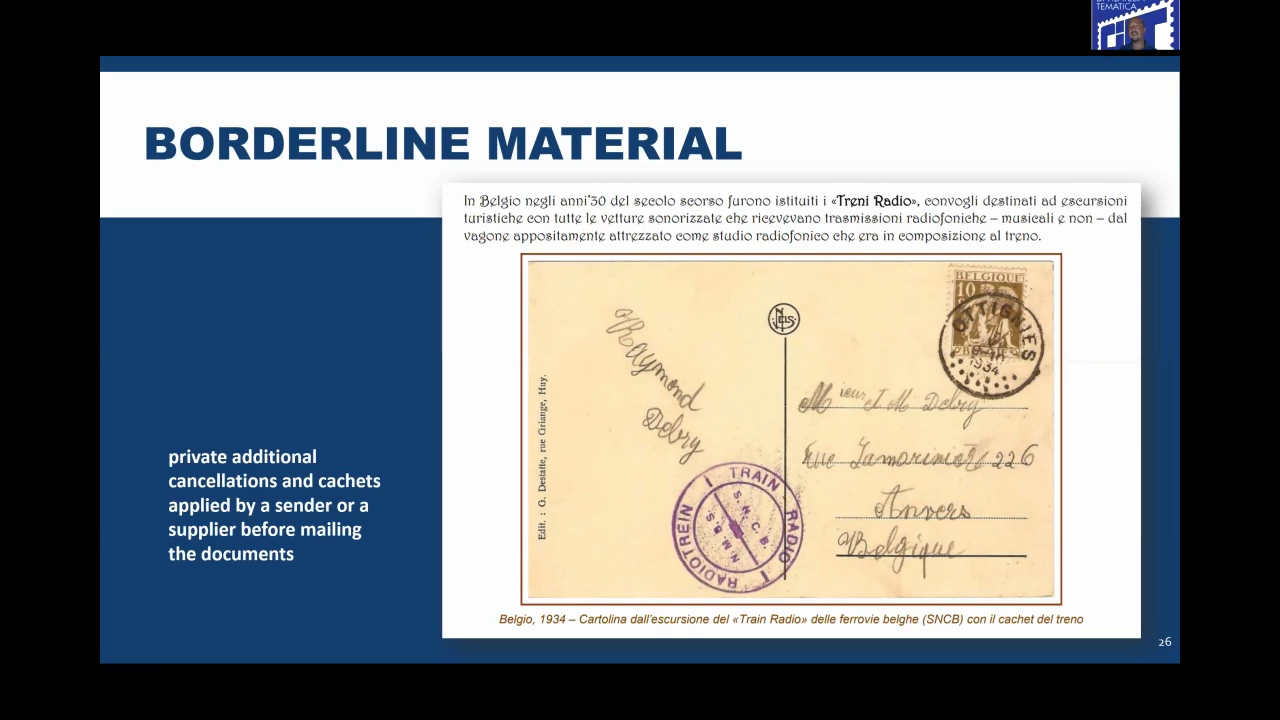 TEMATICA
BORDERLINE MATERIAL
In Belgio negli anni'30 del secolo scorso furono istituiti i «Treni Radio», convogli destinati ad escursioni
turistiche con tutte le vetture sonorizzate che ricevevano trasmissioni radiofoniche – musicali e non – dal
vagone appositamente attrezzato come studio radiofonico che era in composizione al treno.
BELGIQUE
10
OTTIGNIES
1934
NELS
Raymond
Debry
Edit. : G. Destatte, rue Griange, Huy.
Mieur J M Debry
rue 226
Anvers
Belgique
TRAIN RADIO
RADIOTREIN
S. N. C. B.
N. M. B. S.
private additional
cancellations and cachets
applied by a sender or a
supplier before mailing
the documents
Belgio, 1934 – Cartolina dall'escursione del «Train Radio» delle ferrovie belghe (SNCB) con il cachet del treno
26